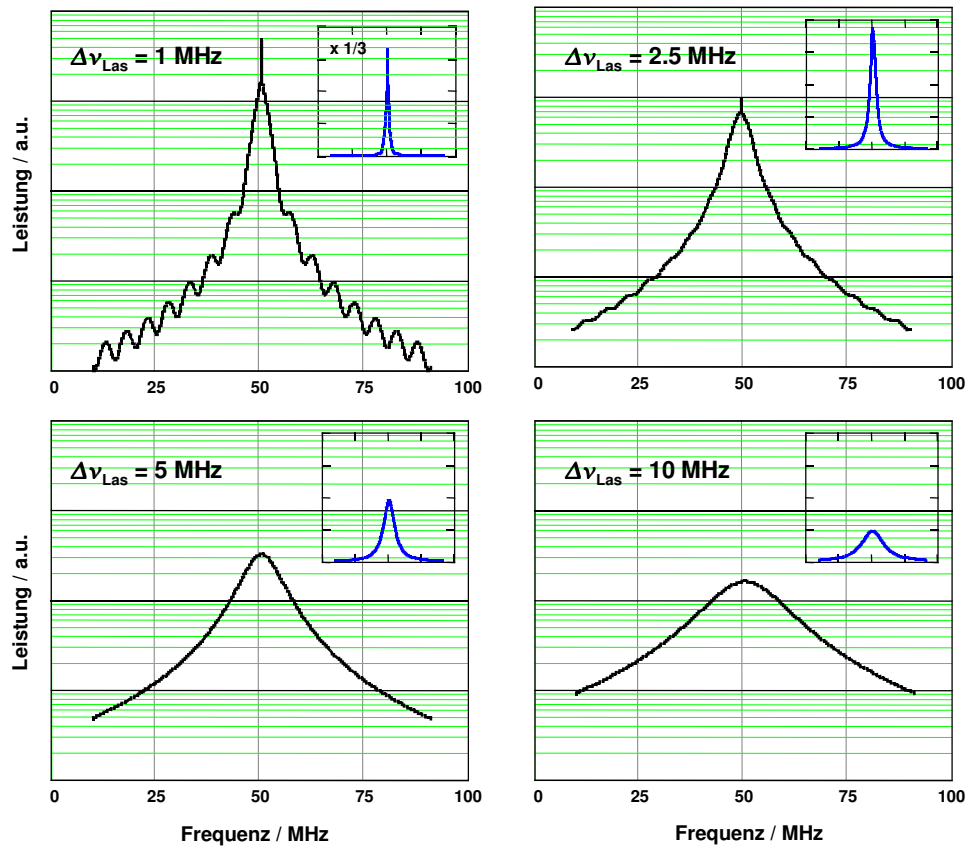 Δν_Las = 1 MHz
x 1/3
Leistung / a.u.
0 25 50 75 100
Δν_Las = 2.5 MHz
0 25 50 75 100
Δν_Las = 5 MHz
Leistung / a.u.
0 25 50 75 100
Frequenz / MHz
Δν_Las = 10 MHz
0 25 50 75 100
Frequenz / MHz